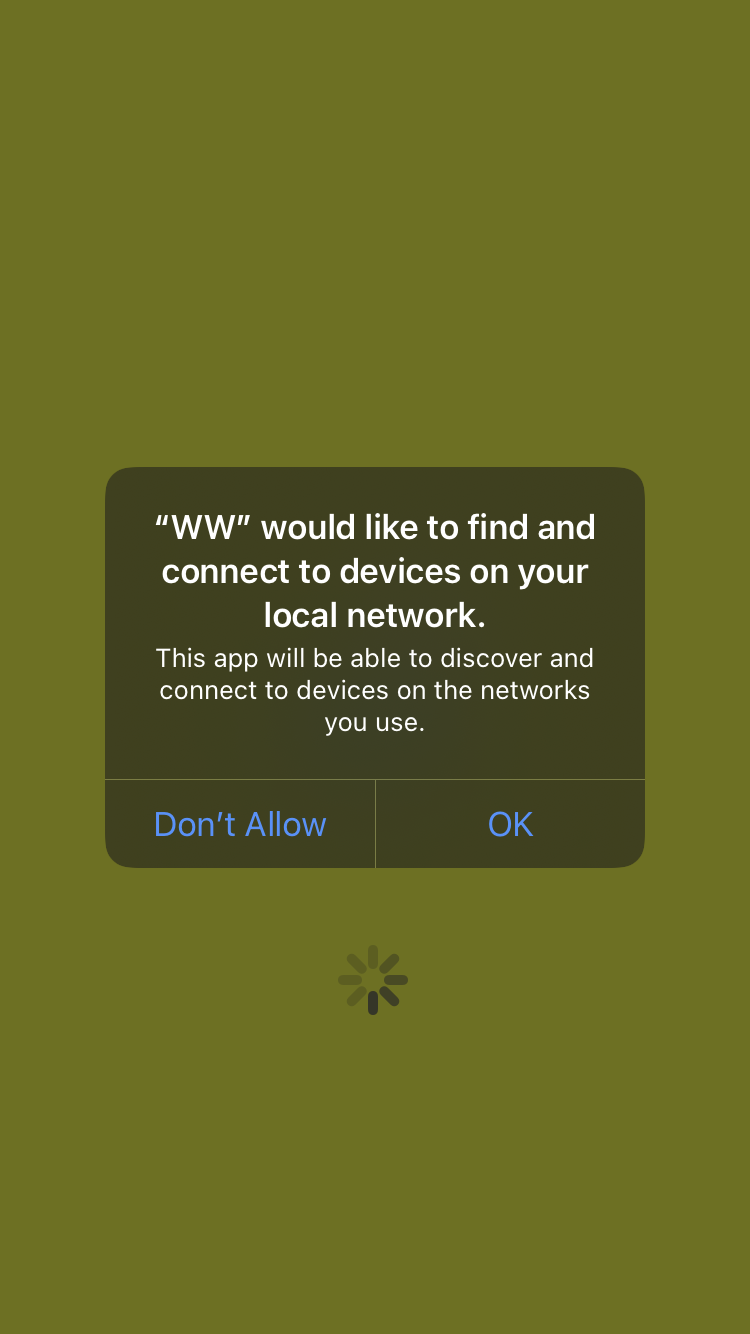 “WW” would like to find and
connect to devices on your
local network.
This app will be able to discover and
connect to devices on the networks
you use.
Don’t Allow
OK